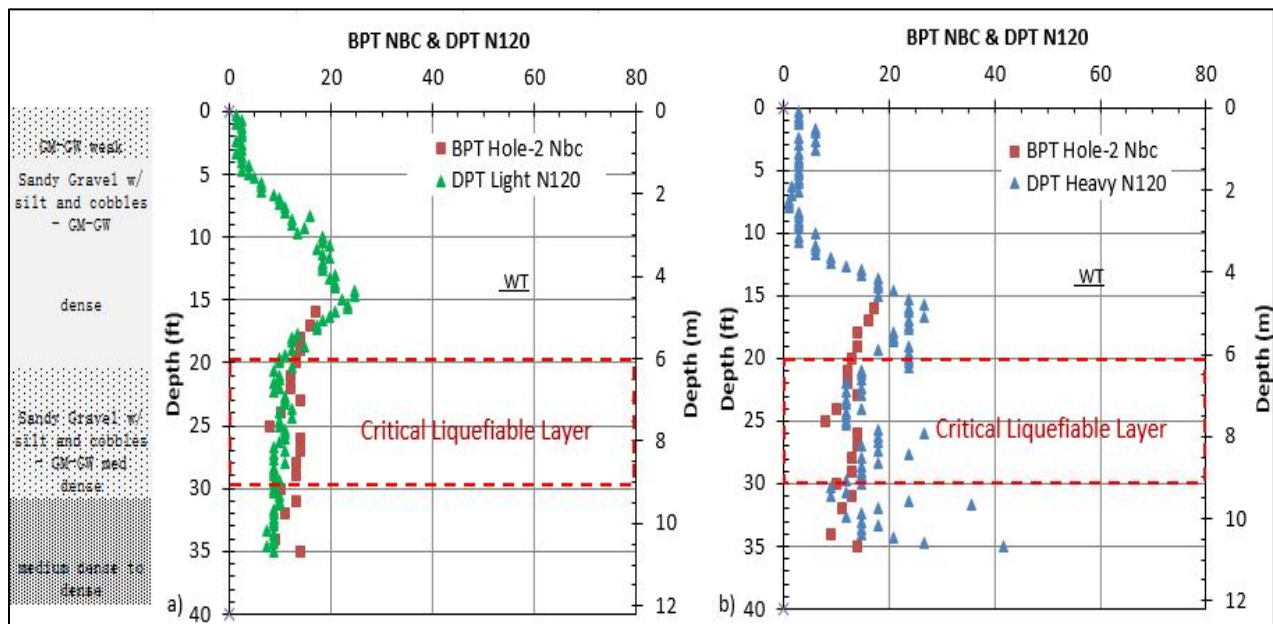 GM-GW weak
Sandy Gravel w/
silt and cobbles
- GM-GW
dense
Sandy Gravel w/
silt and cobbles
- GM-GW med
dense
medium dense to
dense
BPT NBC & DPT N120
0 20 40 60 80
0
5
10
15
20
25
30
35
40
Depth (ft)
BPT Hole-2 Nbc
DPT Light N120
WT
Critical Liquefiable Layer
a)
0
2
4
6
8
10
12
Depth (m)
BPT NBC & DPT N120
0 20 40 60 80
0
5
10
15
20
25
30
35
40
Depth (ft)
BPT Hole-2 Nbc
DPT Heavy N120
WT
Critical Liquefiable Layer
b)
0
2
4
6
8
10
12
Depth (m)